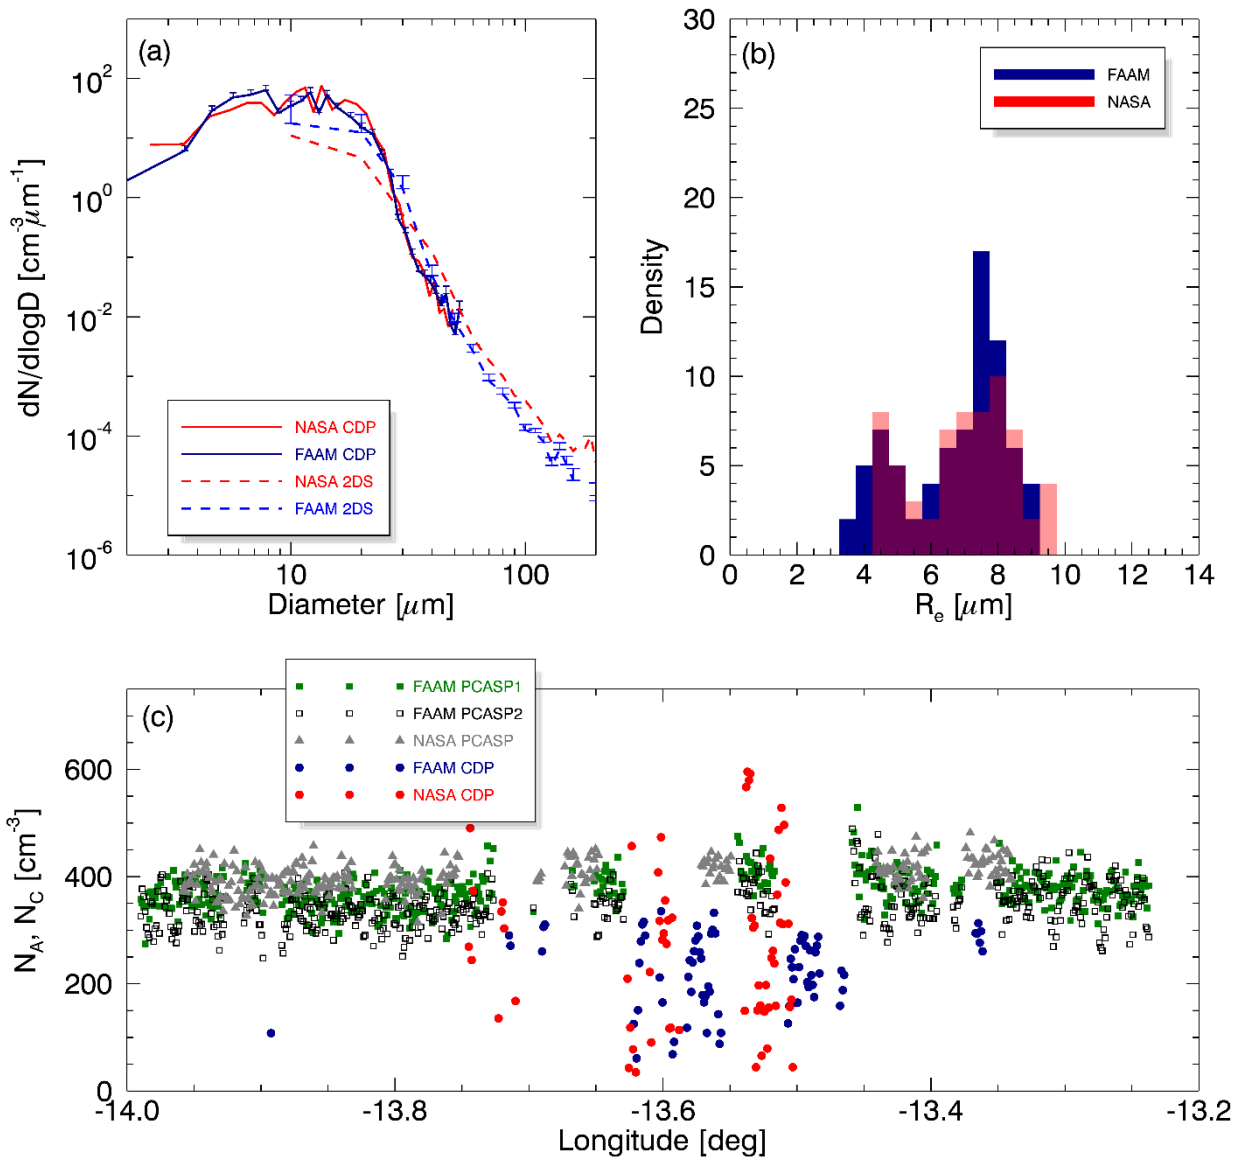 (a)
dN/dlogD [cm⁻³μm⁻¹]
10²
10⁰
10⁻²
10⁻⁴
10⁻⁶
NASA CDP
FAAM CDP
NASA 2DS
FAAM 2DS
10 100
Diameter [μm]
(b)
Density
30
25
20
15
10
5
0
FAAM
NASA
0 2 4 6 8 10 12 14
Rₑ [μm]
FAAM PCASP1
FAAM PCASP2
NASA PCASP
FAAM CDP
NASA CDP
(c)
N_A, N_C [cm⁻³]
600
400
200
0
-14.0 -13.8 -13.6 -13.4 -13.2
Longitude [deg]